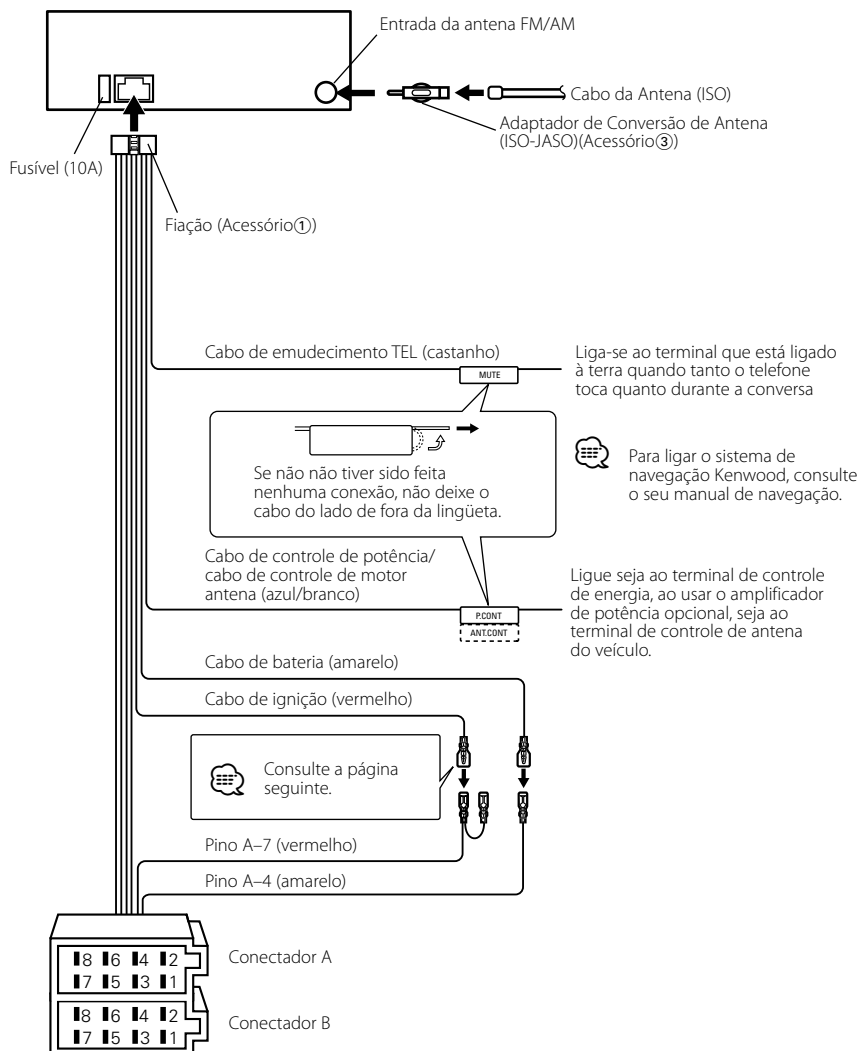 Entrada da antena FM/AM
Cabo da Antena (ISO)
Adaptador de Conversão de Antena
(ISO-JASO)(Acessório③)
Fusível (10A)
Fiação (Acessório①)
Cabo de emudecimento TEL (castanho)
MUTE
Liga-se ao terminal que está ligado
à terra quando tanto o telefone
toca quanto durante a conversa
Se não não tiver sido feita
nenhuma conexão, não deixe o
cabo do lado de fora da lingüeta.
Para ligar o sistema de
navegação Kenwood, consulte
o seu manual de navegação.
Cabo de controle de potência/
cabo de controle de motor
antena (azul/branco)
P.CONT
ANT.CONT
Ligue seja ao terminal de controle
de energia, ao usar o amplificador
de potência opcional, seja ao
terminal de controle de antena
do veículo.
Cabo de bateria (amarelo)
Cabo de ignição (vermelho)
Consulte a página
seguinte.
Pino A–7 (vermelho)
Pino A–4 (amarelo)
8 6 4 2
7 5 3 1
Conectador A
8 6 4 2
7 5 3 1
Conectador B